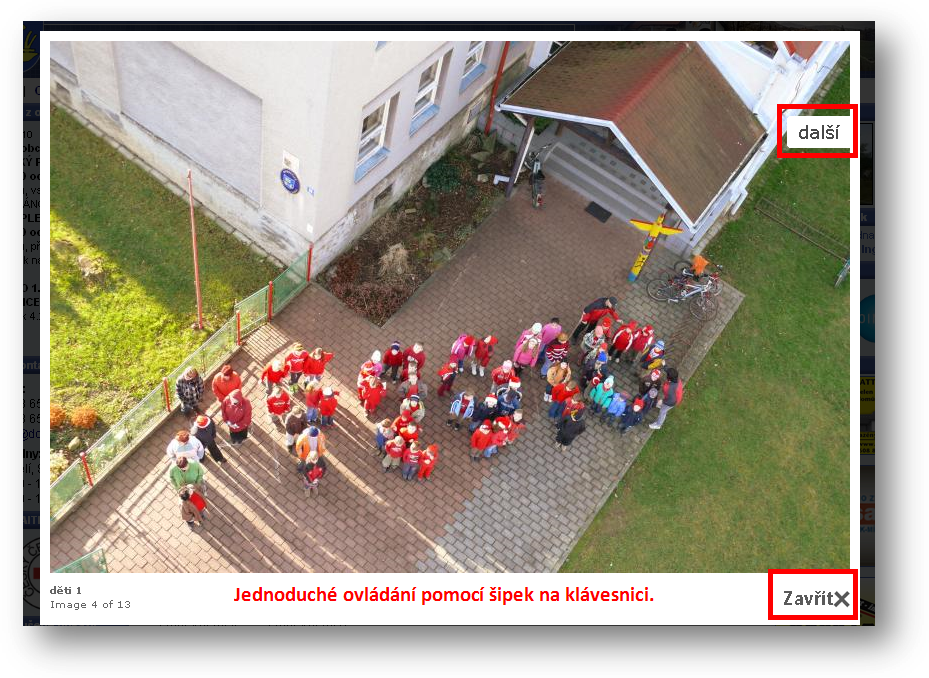 další
děti 1
Image 4 of 13
Jednoduché ovládání pomocí šipek na klávesnici.
Zavřít